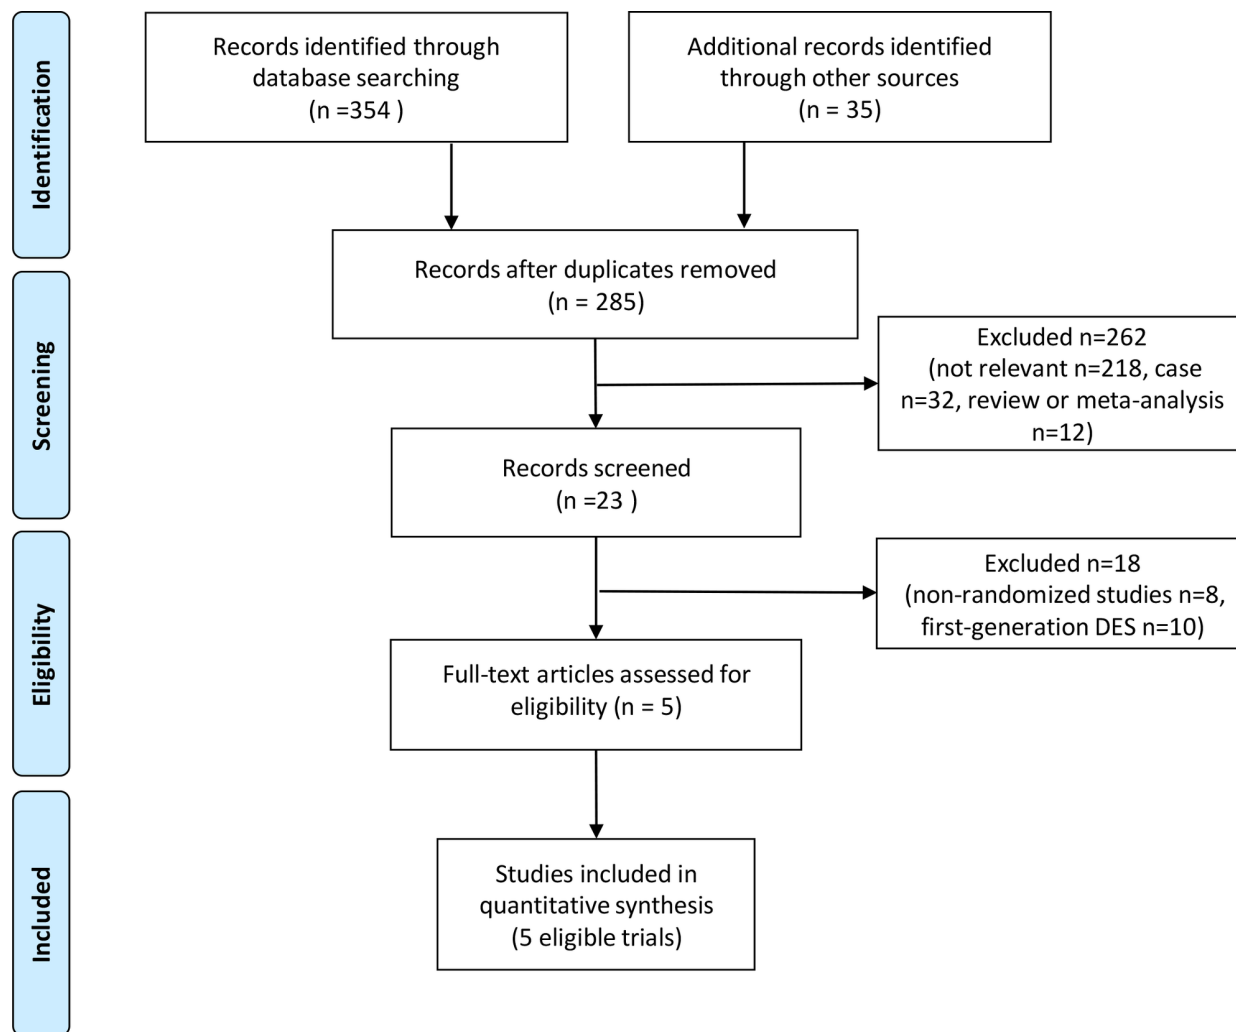 Identification
Records identified through
database searching
(n =354 )
Additional records identified
through other sources
(n = 35)
Records after duplicates removed
(n = 285)
Screening
Excluded n=262
(not relevant n=218, case
n=32, review or meta-analysis
n=12)
Records screened
(n =23 )
Eligibility
Excluded n=18
(non-randomized studies n=8,
first-generation DES n=10)
Full-text articles assessed for
eligibility (n = 5)
Included
Studies included in
quantitative synthesis
(5 eligible trials)